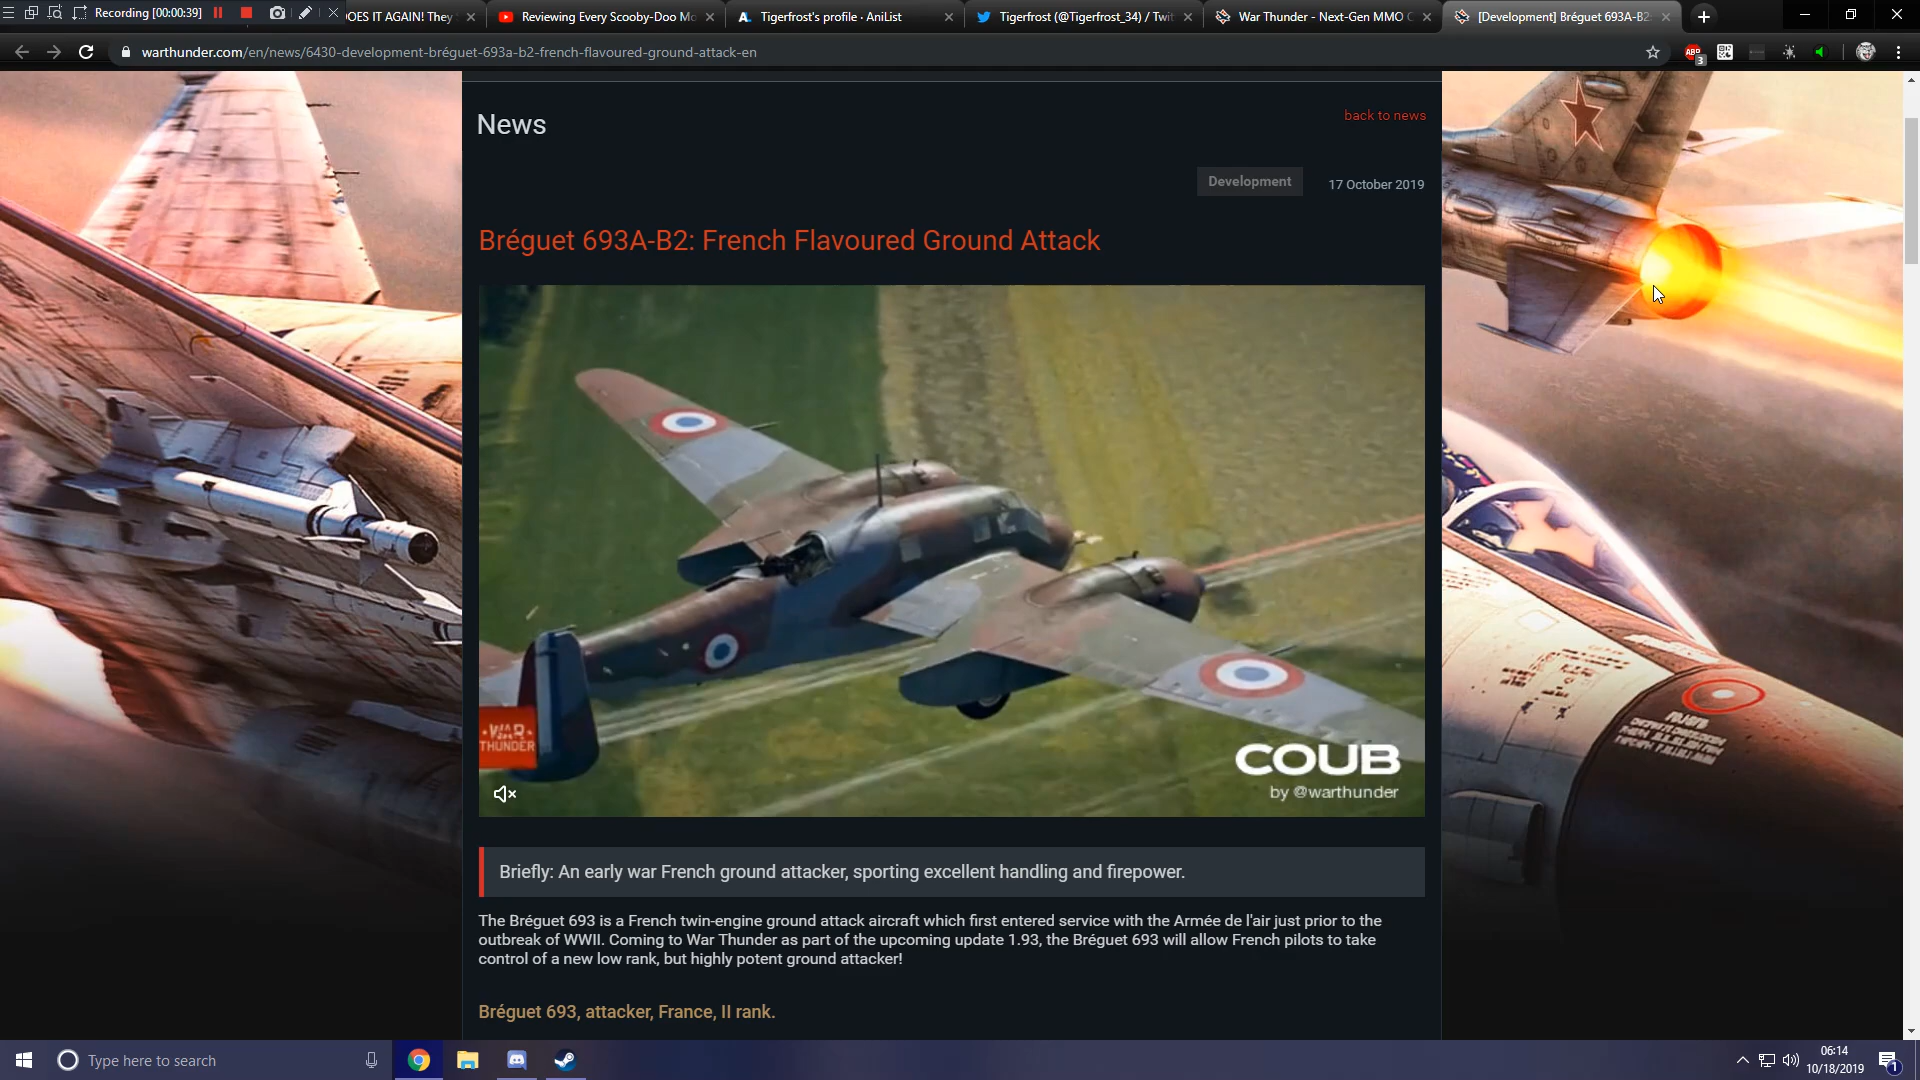 Recording [00:00:39]
OES IT AGAIN! They
Reviewing Every Scooby-Doo Mo
Tigerfrost's profile · AniList
Tigerfrost (@Tigerfrost_34) / Twit
War Thunder - Next-Gen MMO C
[Development] Bréguet 693A-B2
warthunder.com/en/news/6430-development-bréguet-693a-b2-french-flavoured-ground-attack-en
ABP
3
News
back to news
Development
17 October 2019
Bréguet 693A-B2: French Flavoured Ground Attack
WAR
THUNDER
COUB
by @warthunder
Briefly: An early war French ground attacker, sporting excellent handling and firepower.
The Bréguet 693 is a French twin-engine ground attack aircraft which first entered service with the Armée de l'air just prior to the
outbreak of WWII. Coming to War Thunder as part of the upcoming update 1.93, the Bréguet 693 will allow French pilots to take
control of a new low rank, but highly potent ground attacker!
Bréguet 693, attacker, France, II rank.
Type here to search
06:14
10/18/2019
1